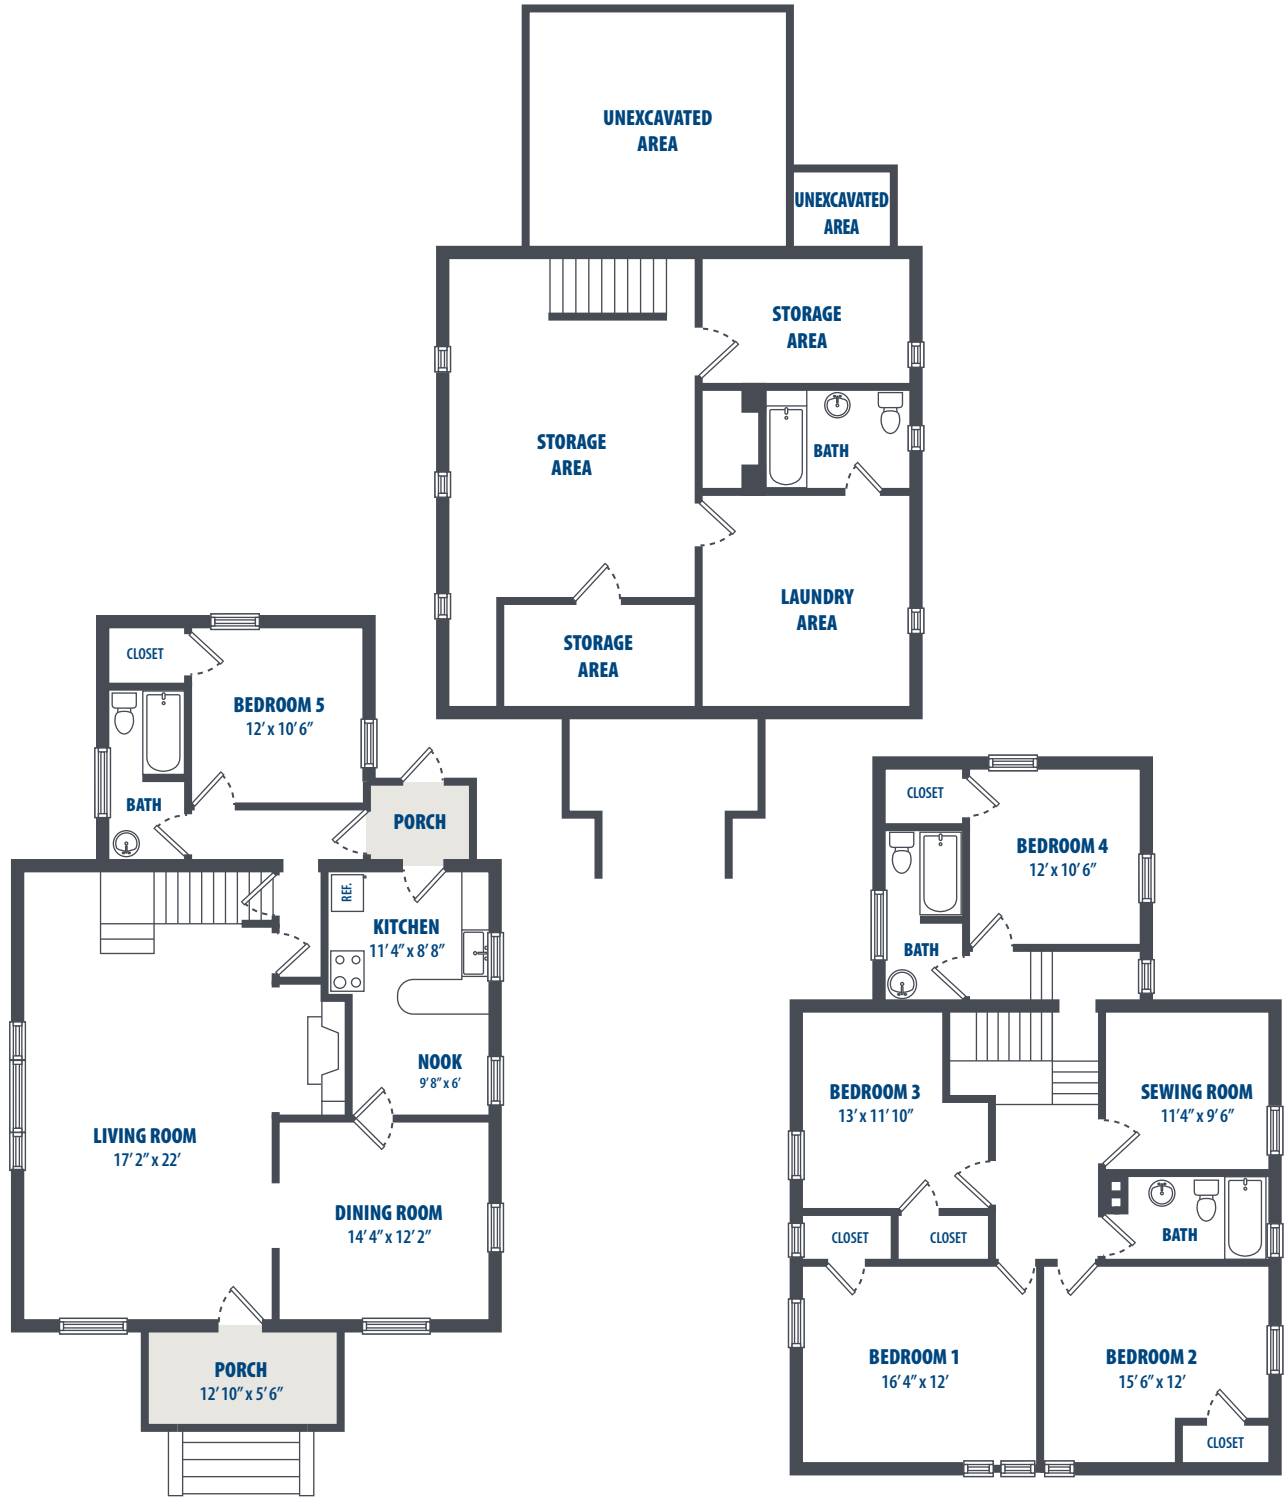 UNEXCAVATED
AREA
UNEXCAVATED
AREA
STORAGE
AREA
STORAGE
AREA
BATH
LAUNDRY
AREA
STORAGE
AREA
CLOSET
BEDROOM 5
12' x 10' 6"
BATH
PORCH
REF.
KITCHEN
11' 4" x 8' 8"
NOOK
9' 8" x 6'
LIVING ROOM
17' 2" x 22'
DINING ROOM
14' 4" x 12' 2"
PORCH
12' 10" x 5' 6"
CLOSET
BEDROOM 4
12' x 10' 6"
BATH
BEDROOM 3
13' x 11' 10"
SEWING ROOM
11'4" x 9' 6"
CLOSET
CLOSET
BATH
BEDROOM 1
16' 4" x 12'
BEDROOM 2
15' 6" x 12'
CLOSET